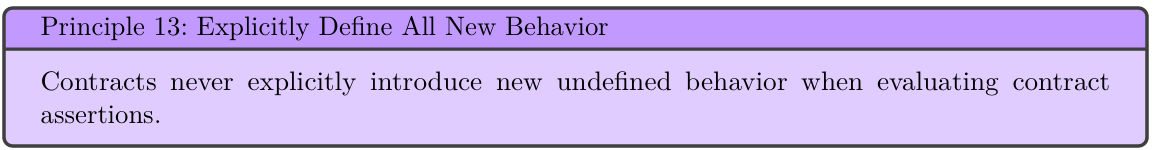 Principle 13: Explicitly Define All New Behavior
Contracts never explicitly introduce new undefined behavior when evaluating contract
assertions.